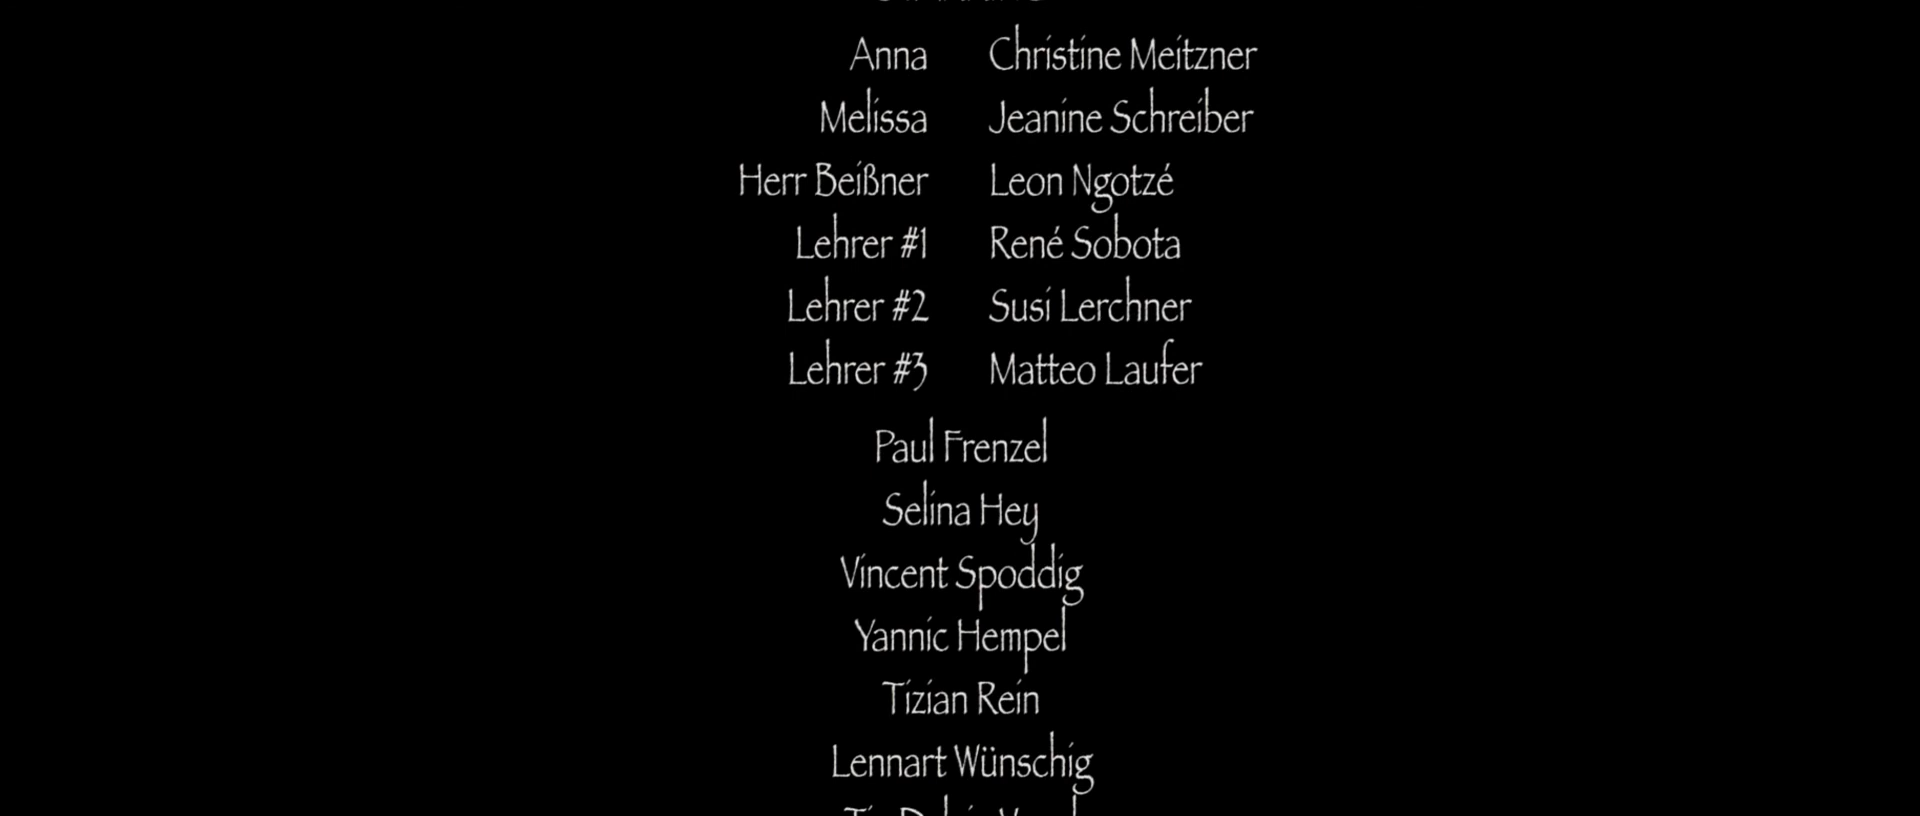 Anna Christine Meitzner
Melissa Jeanine Schreiber
Herr Beißner Leon Ngotzé
Lehrer #1 René Sobota
Lehrer #2 Susi Lerchner
Lehrer #3 Matteo Laufer
Paul Frenzel
Selina Hey
Vincent Spoddig
Yannic Hempel
Tizian Rein
Lennart Wünschig